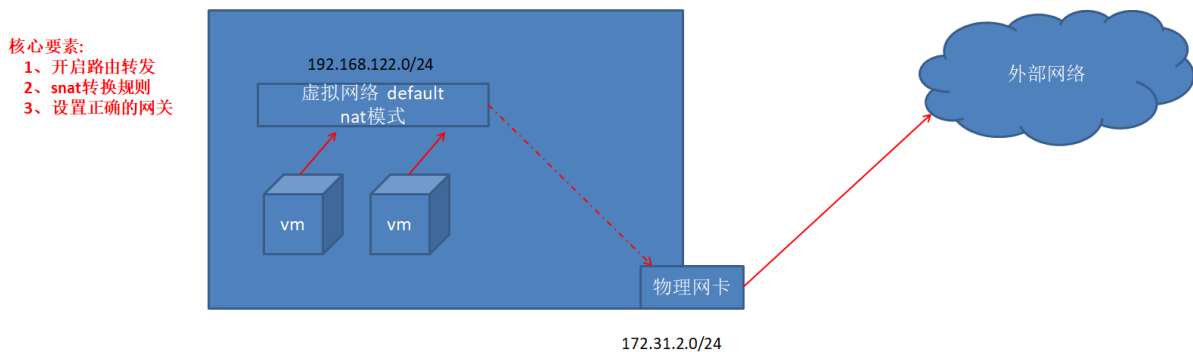 核心要素:
1、开启路由转发
2、snat转换规则
3、设置正确的网关
192.168.122.0/24
虚拟网络 default
nat模式
vm
vm
物理网卡
172.31.2.0/24
外部网络